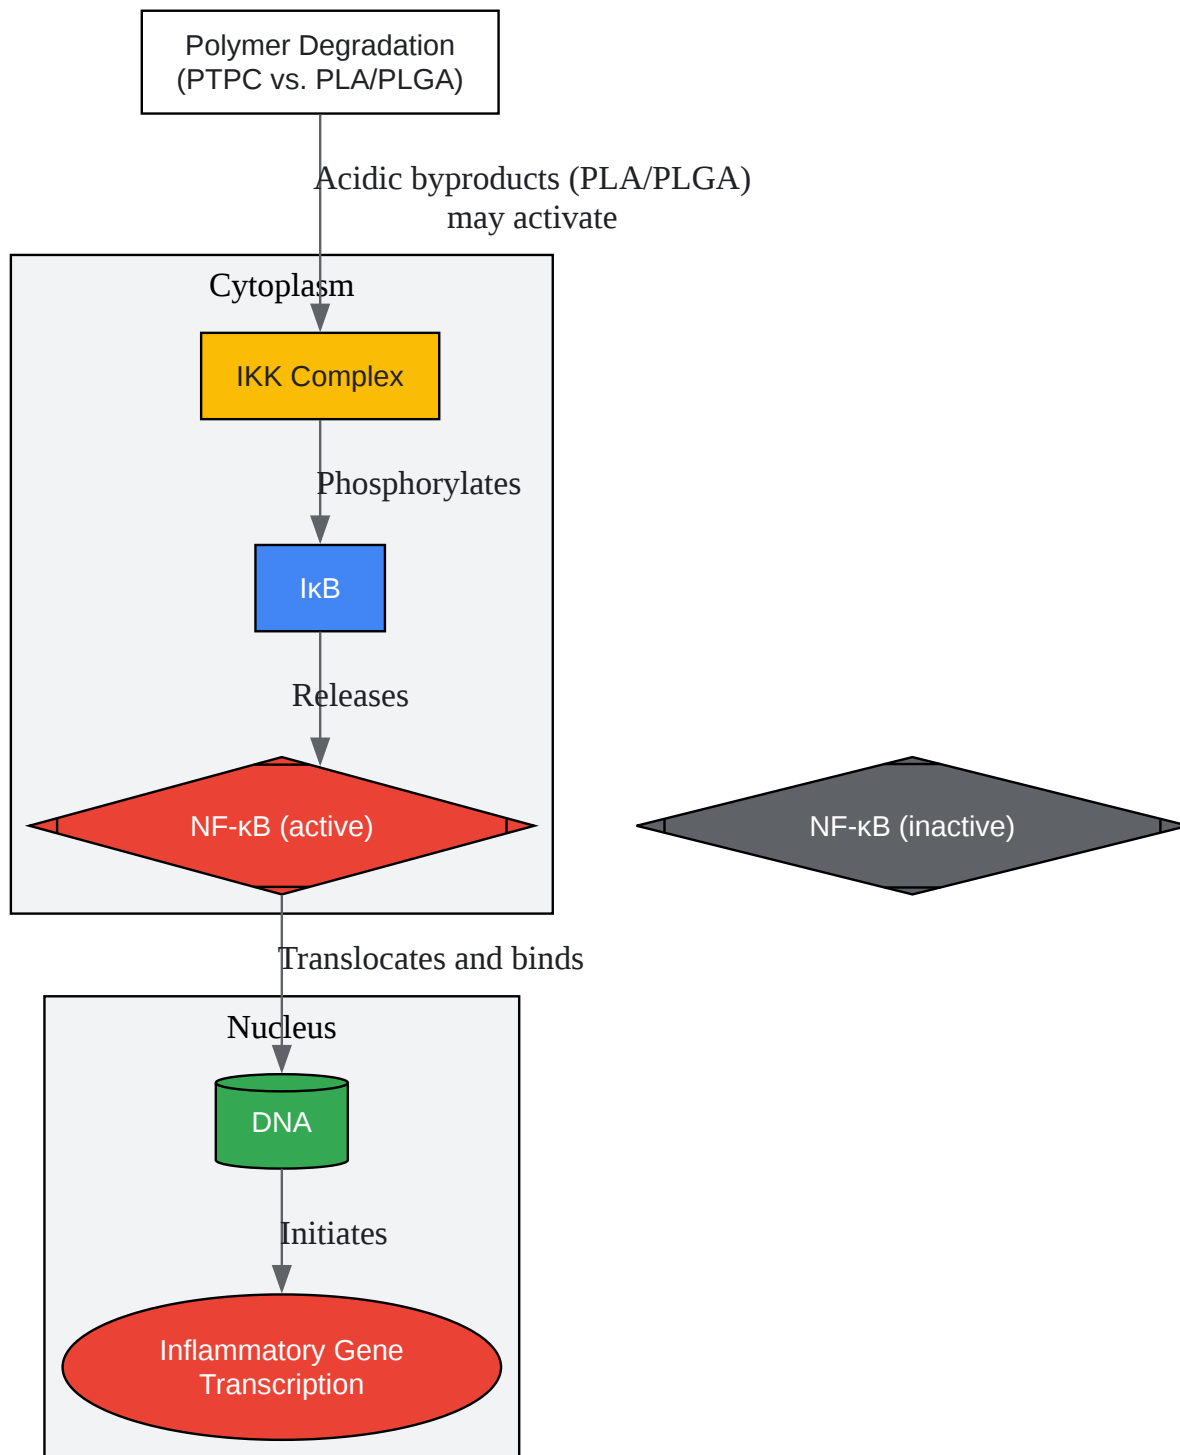 Polymer Degradation
(PTPC vs. PLA/PLGA)
Acidic byproducts (PLA/PLGA)
may activate
Cytoplasm
IKK Complex
Phosphorylates
IκB
Releases
NF-κB (active)
NF-κB (inactive)
Translocates and binds
Nucleus
DNA
Initiates
Inflammatory Gene
Transcription